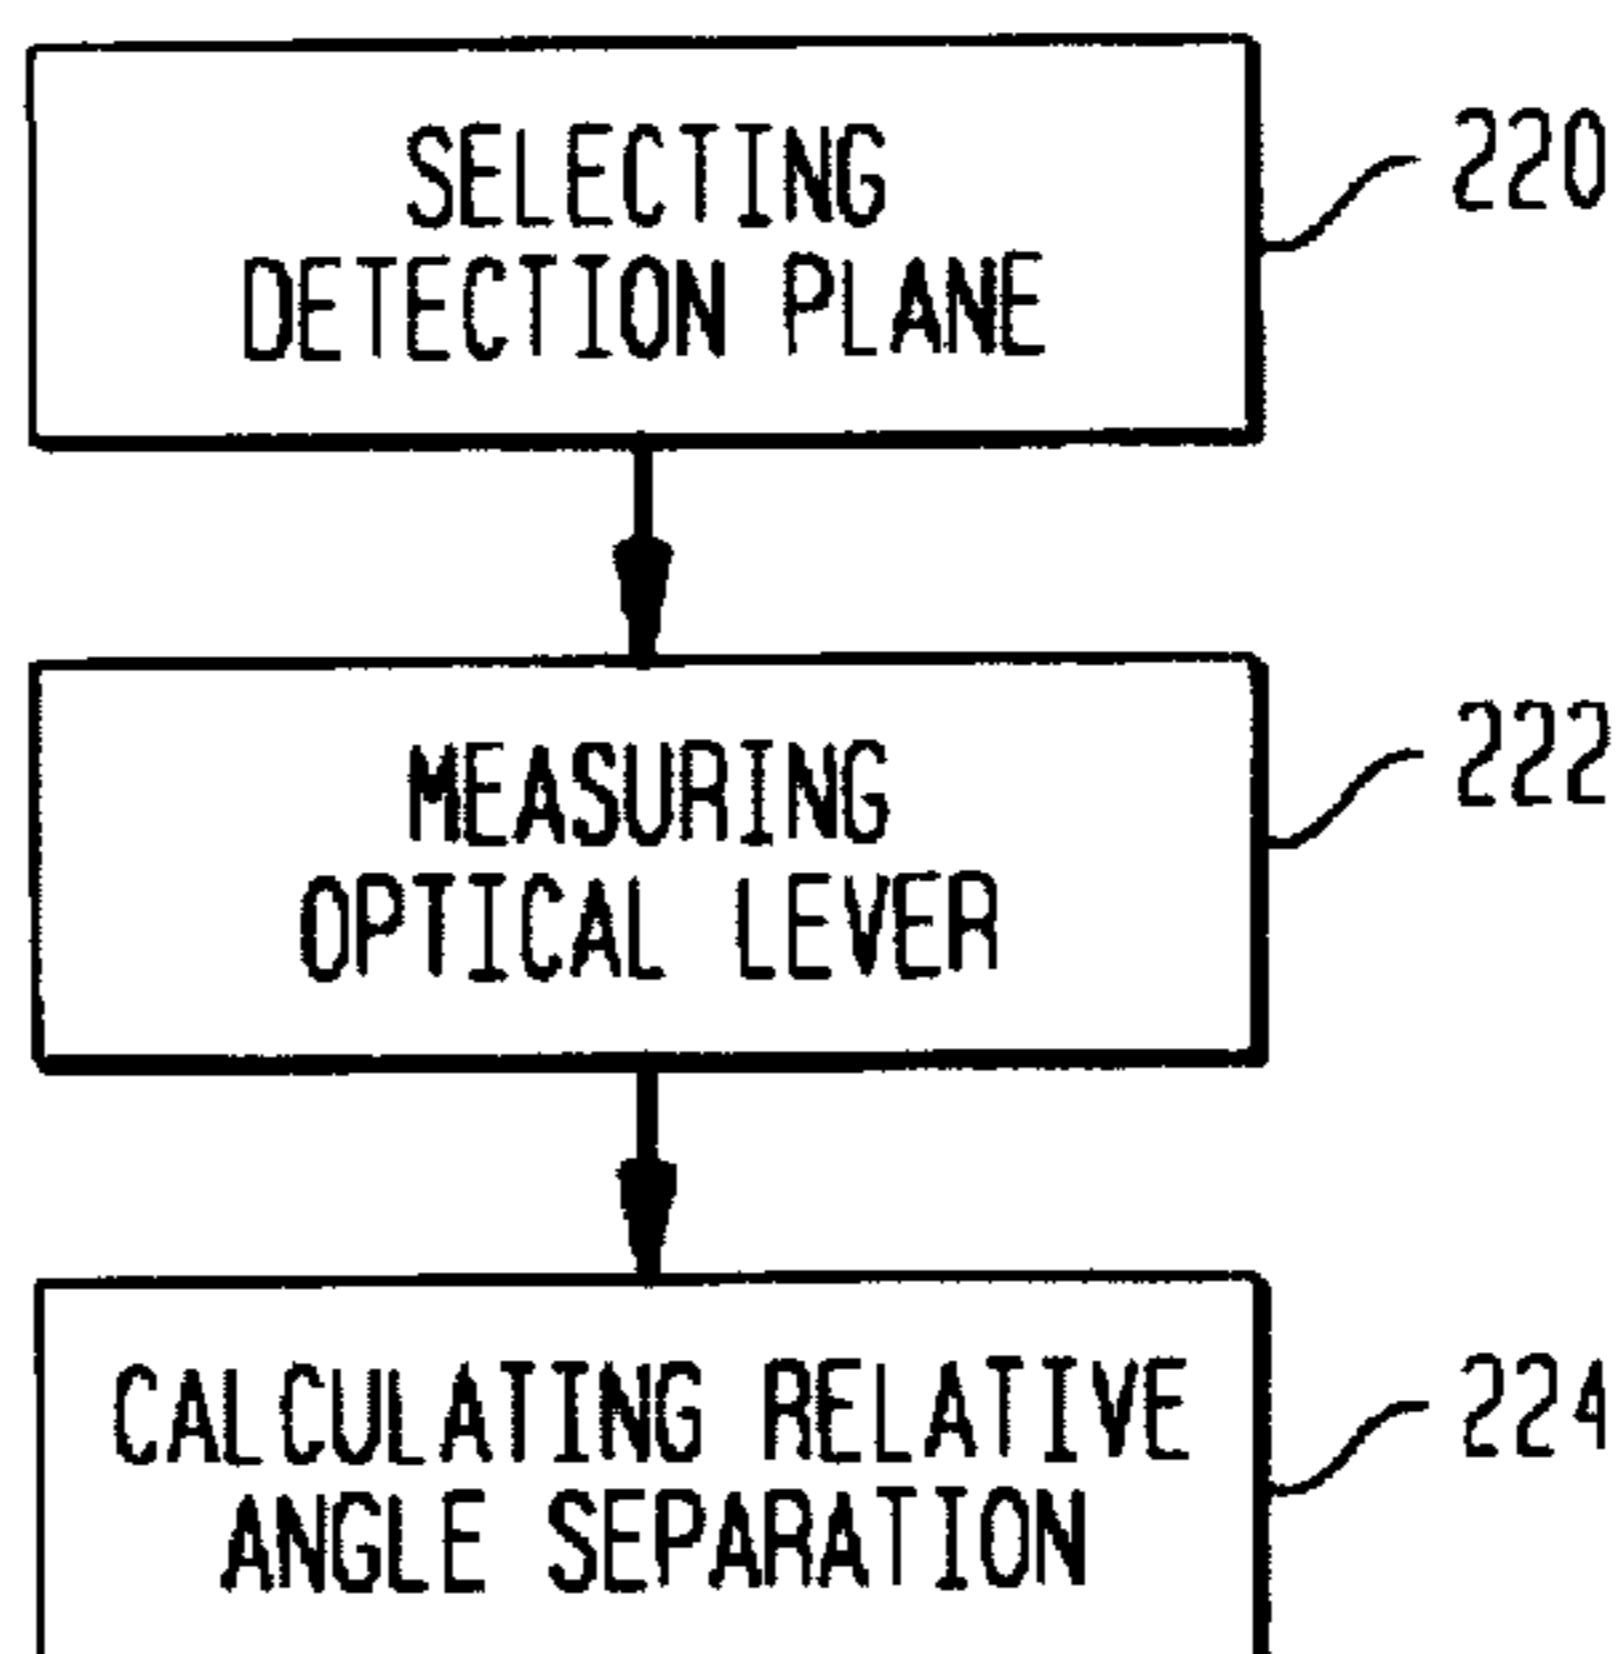 SELECTING
DETECTION PLANE
220
MEASURING
OPTICAL LEVER
222
CALCULATING RELATIVE
ANGLE SEPARATION
224